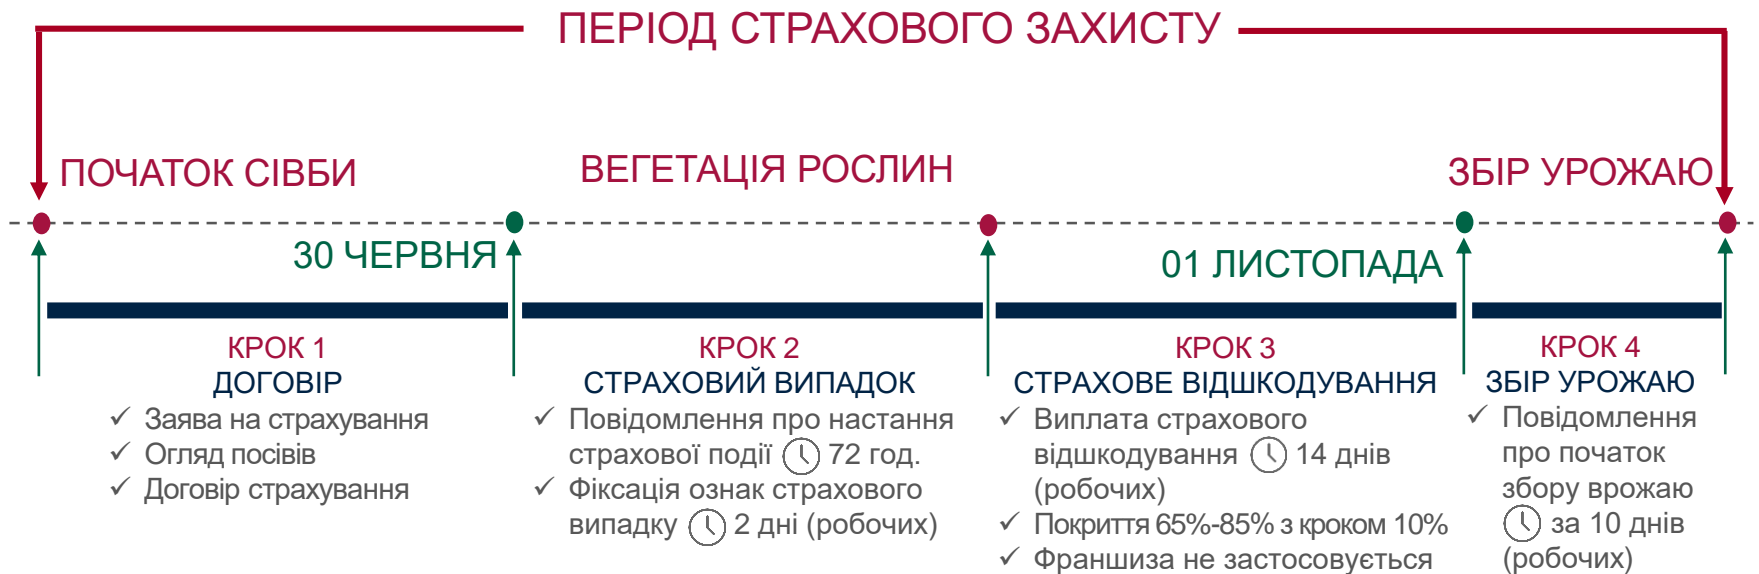 ПЕРІОД СТРАХОВОГО ЗАХИСТУ
ПОЧАТОК СІВБИ
ВЕГЕТАЦІЯ РОСЛИН
ЗБІР УРОЖАЮ
30 ЧЕРВНЯ
01 ЛИСТОПАДА
КРОК 1
ДОГОВІР
✓ Заява на страхування
✓ Огляд посівів
✓ Договір страхування
КРОК 2
СТРАХОВИЙ ВИПАДОК
✓ Повідомлення про настання
страхової події 72 год.
✓ Фіксація ознак страхового
випадку 2 дні (робочих)
КРОК 3
СТРАХОВЕ ВІДШКОДУВАННЯ
✓ Виплата страхового
відшкодування 14 днів
(робочих)
✓ Покриття 65%-85% з кроком 10%
✓ Франшиза не застосовується
КРОК 4
ЗБІР УРОЖАЮ
✓ Повідомлення
про початок
збору врожаю
за 10 днів
(робочих)